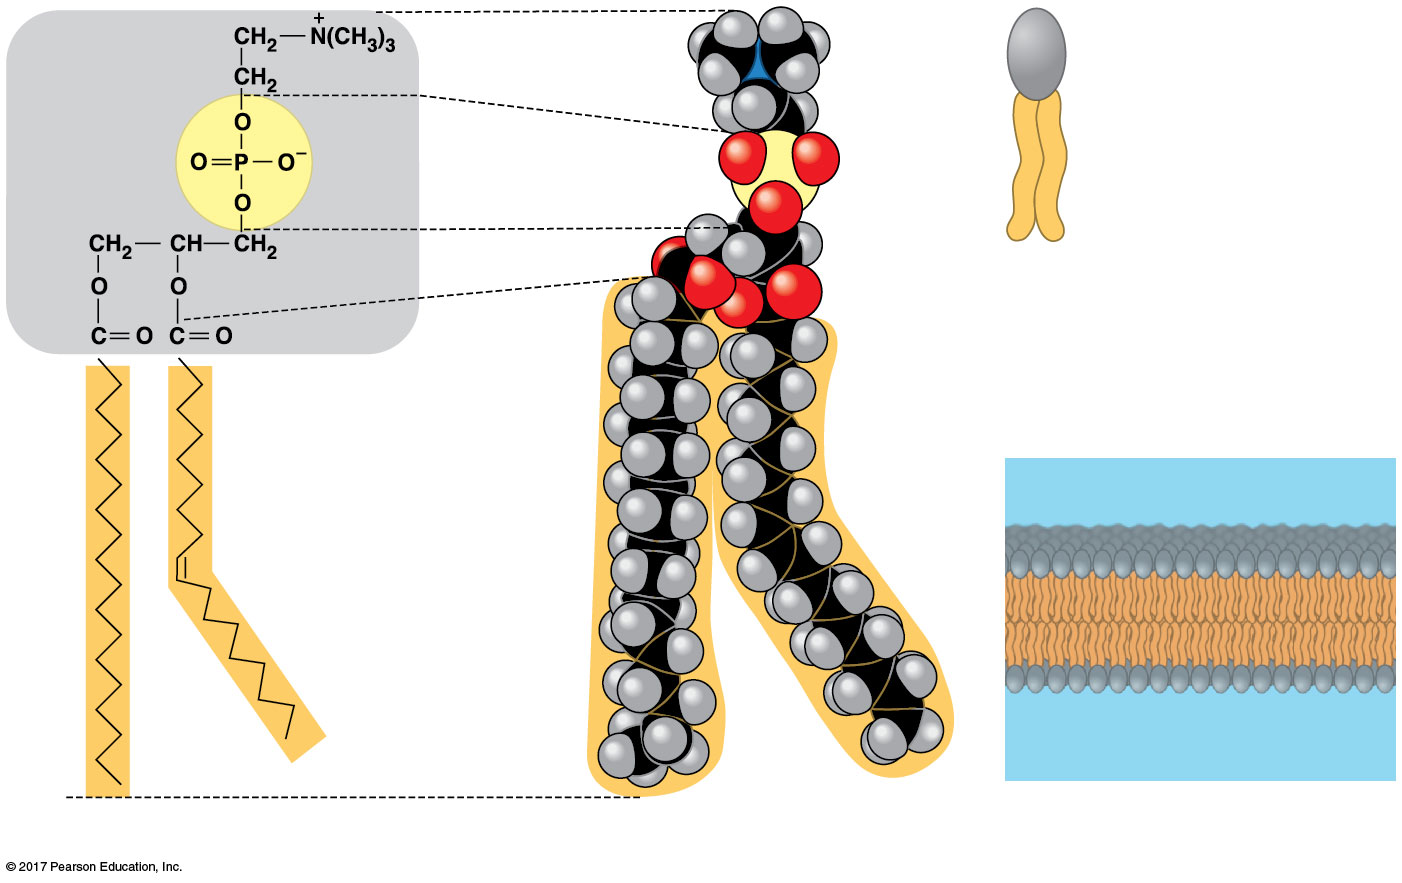 CH₂—N⁺(CH₃)₃
CH₂
O
O=P—O⁻
O
CH₂—CH—CH₂
O O
C=O C=O
© 2017 Pearson Education, Inc.